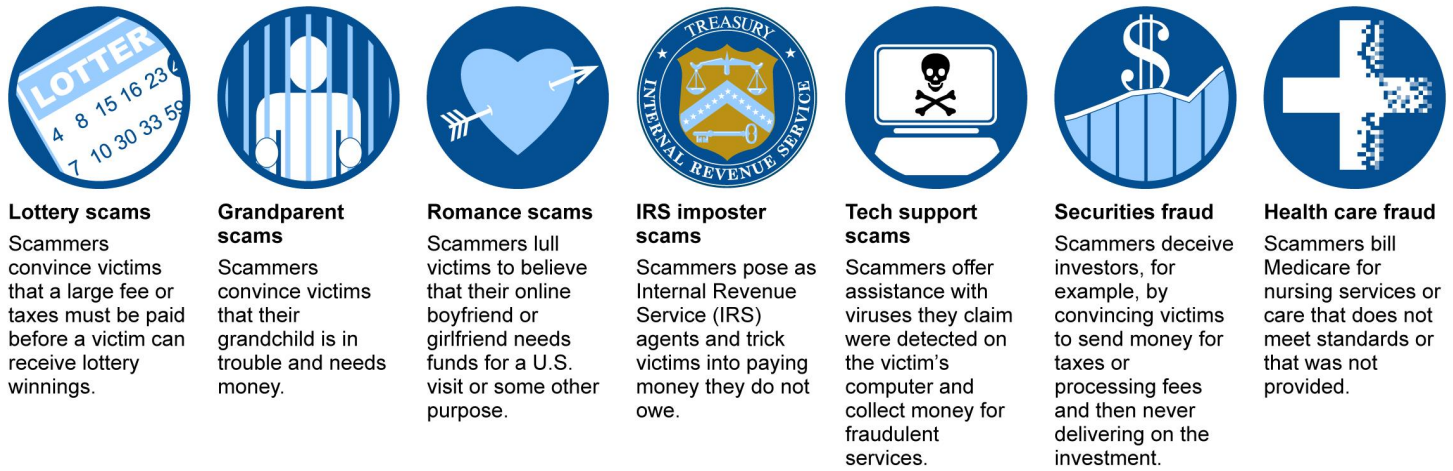 LOTTER
4 8 15 16 23
7 10 30 33 59
TREASURY
INTERNAL REVENUE SERVICE
$
Lottery scams
Scammers
convince victims
that a large fee or
taxes must be paid
before a victim can
receive lottery
winnings.
Grandparent
scams
Scammers
convince victims
that their
grandchild is in
trouble and needs
money.
Romance scams
Scammers lull
victims to believe
that their online
boyfriend or
girlfriend needs
funds for a U.S.
visit or some other
purpose.
IRS imposter
scams
Scammers pose as
Internal Revenue
Service (IRS)
agents and trick
victims into paying
money they do not
owe.
Tech support
scams
Scammers offer
assistance with
viruses they claim
were detected on
the victim’s
computer and
collect money for
fraudulent
services.
Securities fraud
Scammers deceive
investors, for
example, by
convincing victims
to send money for
taxes or
processing fees
and then never
delivering on the
investment.
Health care fraud
Scammers bill
Medicare for
nursing services or
care that does not
meet standards or
that was not
provided.